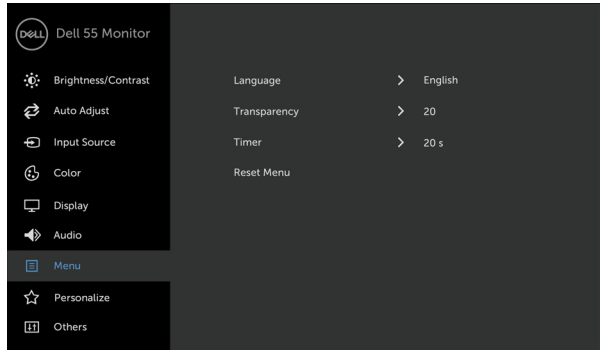 DELL Dell 55 Monitor
Brightness/Contrast
Auto Adjust
Input Source
Color
Display
Audio
Menu
Personalize
Others
Language > English
Transparency > 20
Timer > 20 s
Reset Menu